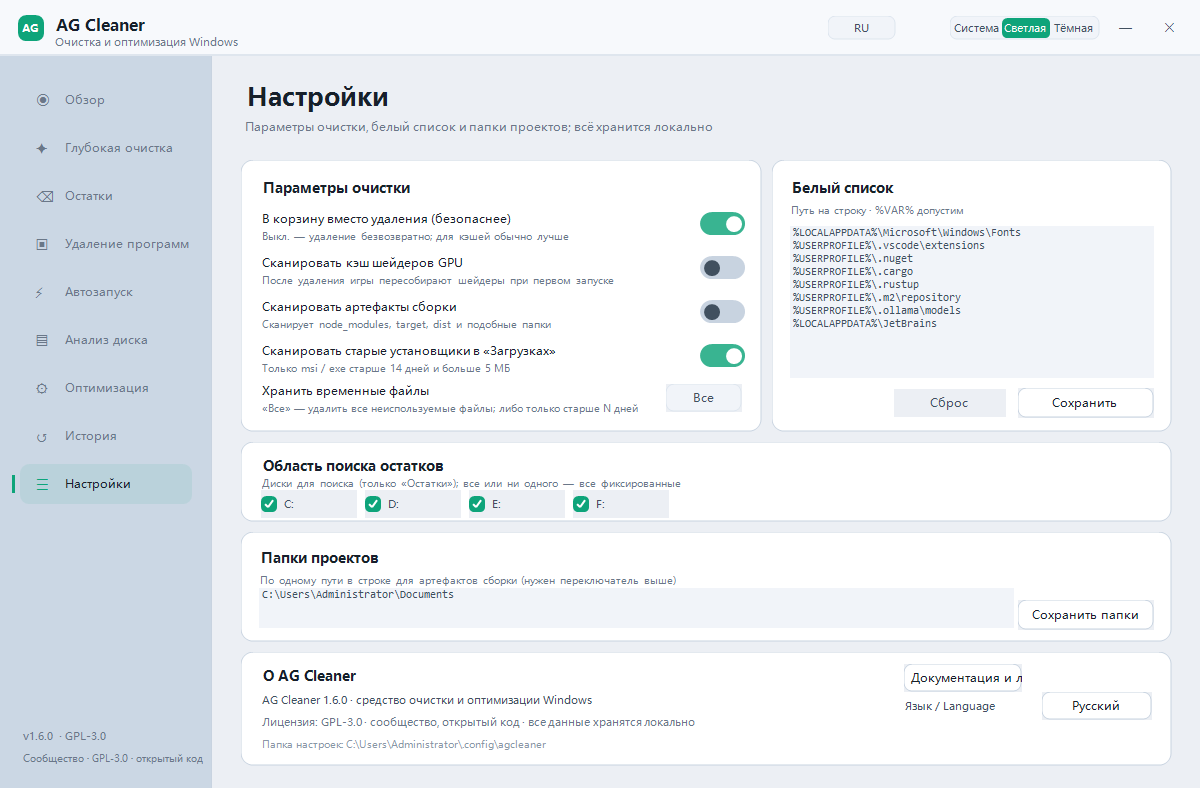 AG
AG Cleaner
Очистка и оптимизация Windows
RU
Система Светлая Тёмная
Обзор
Глубокая очистка
Остатки
Удаление программ
Автозапуск
Анализ диска
Оптимизация
История
Настройки
v1.6.0 · GPL-3.0
Сообщество · GPL-3.0 · открытый код
Настройки
Параметры очистки, белый список и папки проектов; всё хранится локально
Параметры очистки
В корзину вместо удаления (безопаснее)
Выкл. — удаление безвозвратно; для кэшей обычно лучше
Сканировать кэш шейдеров GPU
После удаления игры пересобирают шейдеры при первом запуске
Сканировать артефакты сборки
Сканирует node_modules, target, dist и подобные папки
Сканировать старые установщики в «Загрузках»
Только msi / exe старше 14 дней и больше 5 МБ
Хранить временные файлы
«Все» — удалить все неиспользуемые файлы; либо только старше N дней
Все
Белый список
Путь на строку · %VAR% допустим
%LOCALAPPDATA%\Microsoft\Windows\Fonts
%USERPROFILE%\.vscode\extensions
%USERPROFILE%\.nuget
%USERPROFILE%\.cargo
%USERPROFILE%\.rustup
%USERPROFILE%\.m2\repository
%USERPROFILE%\.ollama\models
%LOCALAPPDATA%\JetBrains
Сброс
Сохранить
Область поиска остатков
Диски для поиска (только «Остатки»); все или ни одного — все фиксированные
C: D: E: F:
Папки проектов
По одному пути в строке для артефактов сборки (нужен переключатель выше)
C:\Users\Administrator\Documents
Сохранить папки
О AG Cleaner
AG Cleaner 1.6.0 · средство очистки и оптимизации Windows
Лицензия: GPL-3.0 · сообщество, открытый код · все данные хранятся локально
Папка настроек: C:\Users\Administrator\.config\agcleaner
Документация и л
Язык / Language
Русский